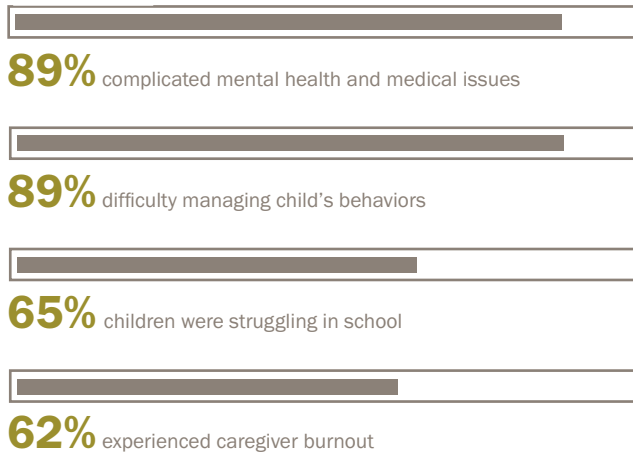 89% complicated mental health and medical issues
89% difficulty managing child's behaviors
65% children were struggling in school
62% experienced caregiver burnout